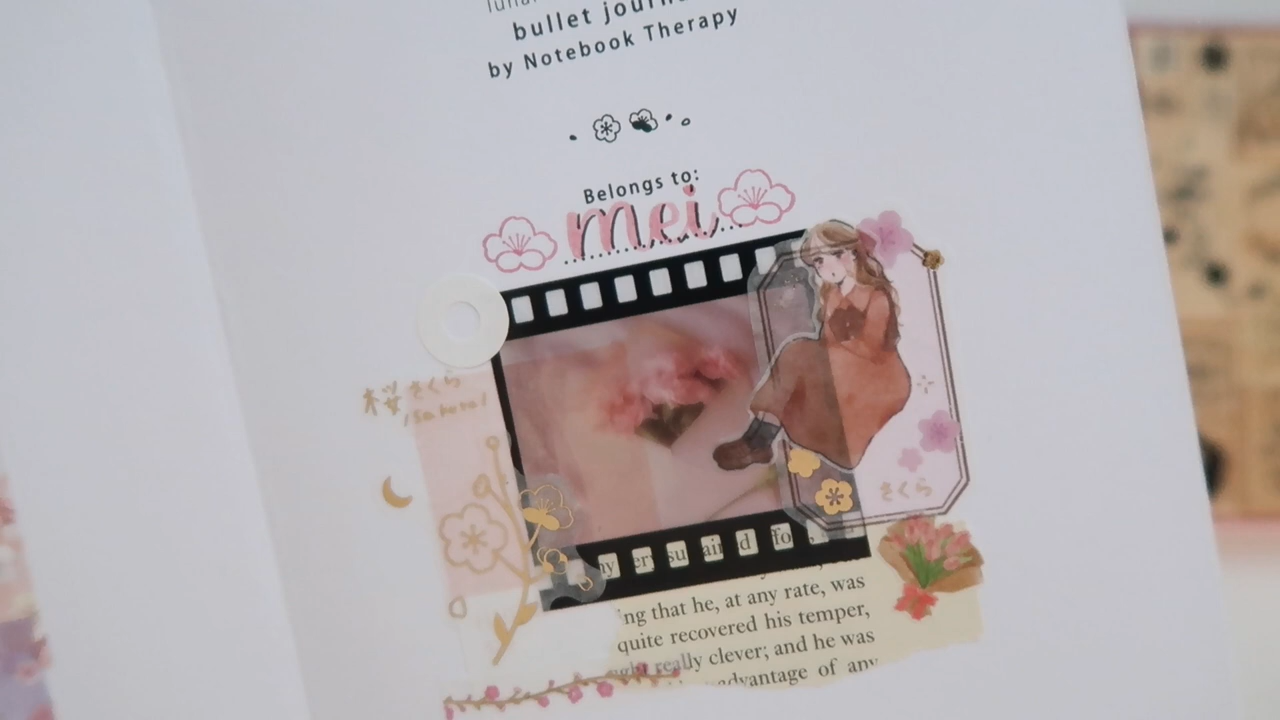 bullet
by Notebook Therapy
Belongs to:
mei
桜 さくら
/Sakura/
さくら
ing that he, at any rate, was
quite recovered his temper,
really clever; and he was
advantage of any